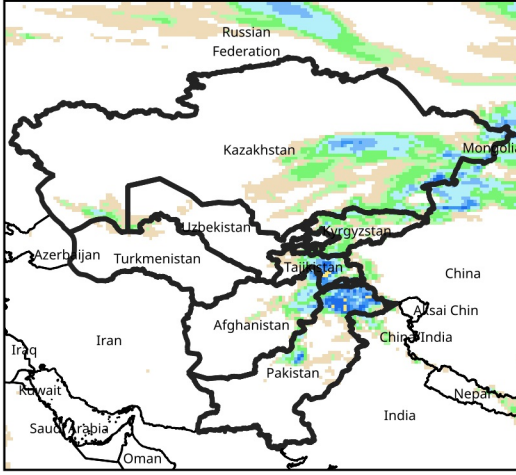 Russian
Federation
Kazakhstan
Mongolia
Uzbekistan
Kyrgyzstan
Azerbaijan
Turkmenistan
Tajikistan
China
Aksai Chin
Afghanistan
China/India
Iran
Iraq
Pakistan
Kuwait
Nepal
India
Saudi Arabia
Oman